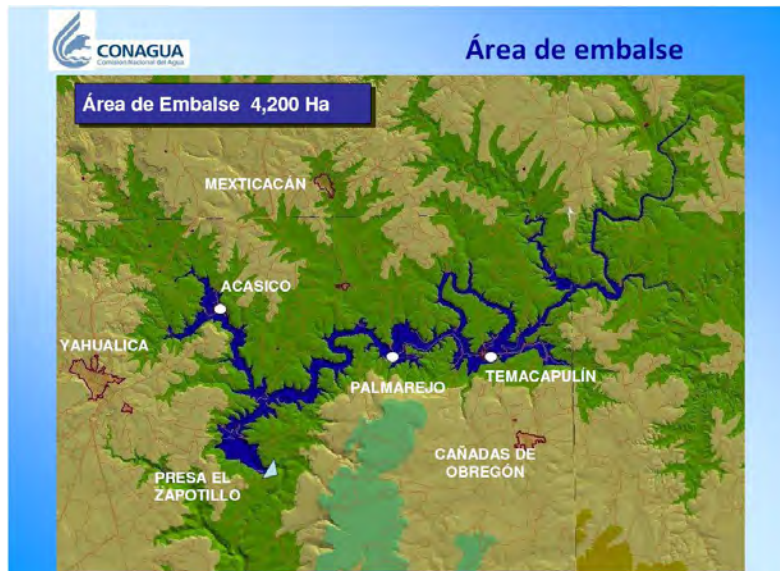 CONAGUA
Comisión Nacional del Agua
Área de embalse
Área de Embalse 4,200 Ha
MEXTICACÁN
ACASICO
YAHUALICA
PALMAREJO
TEMACAPULÍN
CAÑADAS DE
OBREGÓN
PRESA EL
ZAPOTILLO